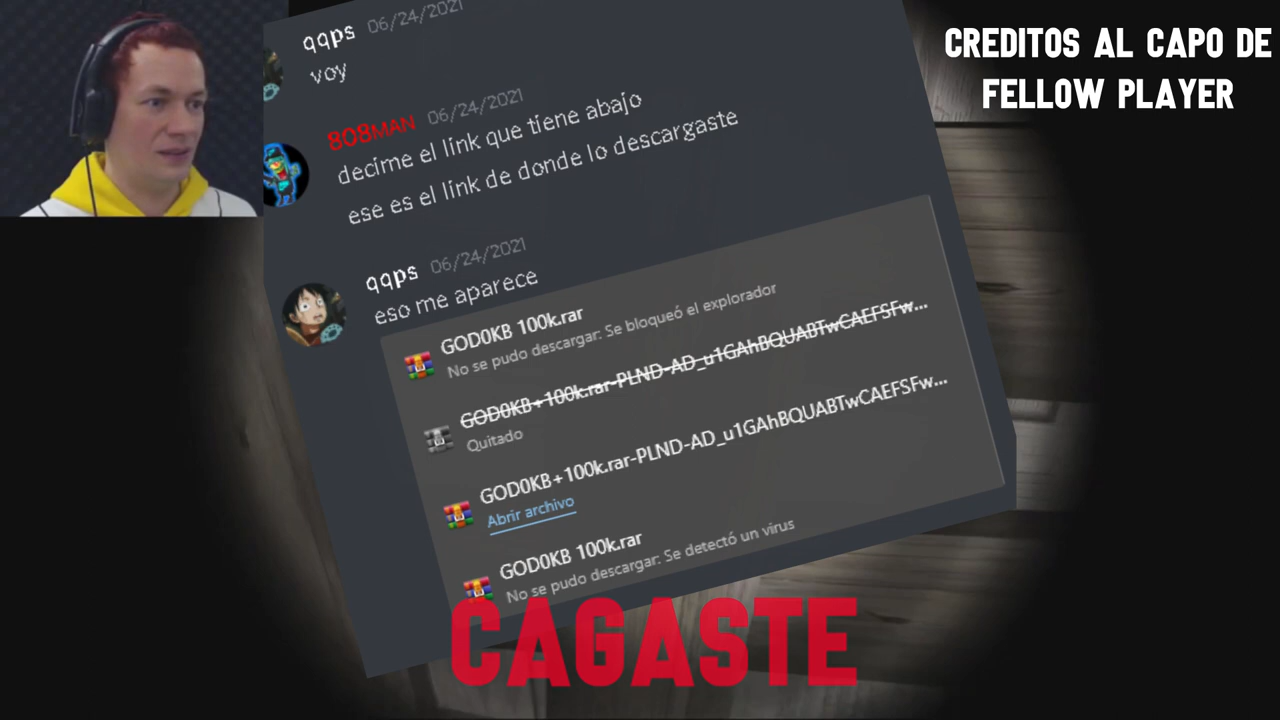 qqps 06/24/2021
voy
808MAN 06/24/2021
decime el link que tiene abajo
ese es el link de donde lo descargaste
qqps 06/24/2021
eso me aparece
GOD0KB 100k.rar
No se pudo descargar: Se bloqueó el explorador
GOD0KB+100k.rar-PLND-AD_u1GAhBQUABTwCAEFSFw...
Quitado
GOD0KB+100k.rar-PLND-AD_u1GAhBQUABTwCAEFSFw...
Abrir archivo
GOD0KB 100k.rar
No se pudo descargar: Se detectó un virus
CREDITOS AL CAPO DE
FELLOW PLAYER
CAGASTE